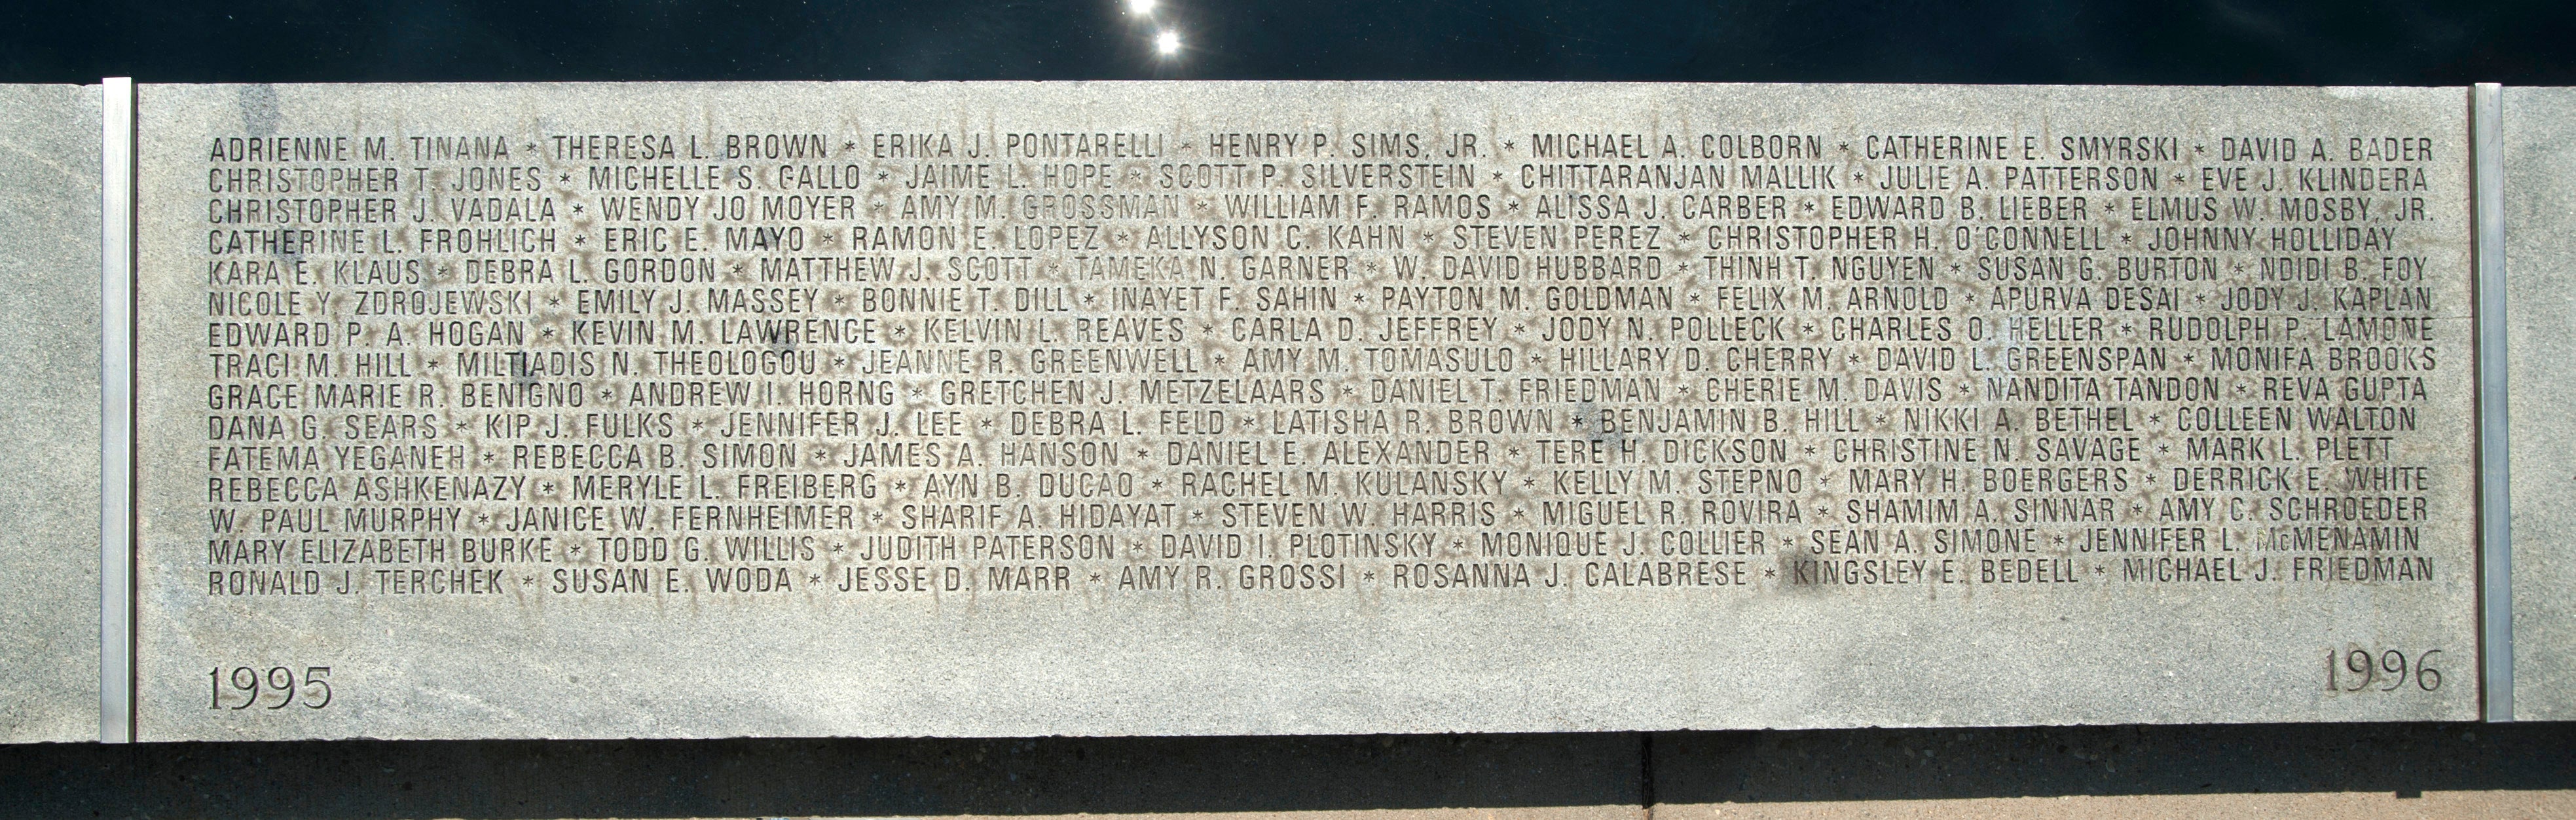 ADRIENNE M. TINANA * THERESA L. BROWN * ERIKA J. PONTARELLI * HENRY P. SIMS, JR. * MICHAEL A. COLBORN * CATHERINE E. SMYRSKI * DAVID A. BADER
CHRISTOPHER T. JONES * MICHELLE S. GALLO * JAIME L. HOPE * SCOTT P. SILVERSTEIN * CHITTARANJAN MALLIK * JULIE A. PATTERSON * EVE J. KLINDERA
CHRISTOPHER J. VADALA * WENDY JO MOYER * AMY M. GROSSMAN * WILLIAM F. RAMOS * ALISSA J. CARBER * EDWARD B. LIEBER * ELMUS W. MOSBY, JR.
CATHERINE L. FROHLICH * ERIC E. MAYO * RAMON E. LOPEZ * ALLYSON C. KAHN * STEVEN PEREZ * CHRISTOPHER H. O'CONNELL * JOHNNY HOLLIDAY
KARA E. KLAUS * DEBRA L. GORDON * MATTHEW J. SCOTT * TAMEKA N. GARNER * W. DAVID HUBBARD * THINH T. NGUYEN * SUSAN G. BURTON * NDIDI B. FOY
NICOLE Y. ZDROJEWSKI * EMILY J. MASSEY * BONNIE T. DILL * INAYET F. SAHIN * PAYTON M. GOLDMAN * FELIX M. ARNOLD * APURVA DESAI * JODY J. KAPLAN
EDWARD P. A. HOGAN * KEVIN M. LAWRENCE * KELVIN L. REAVES * CARLA D. JEFFREY * JODY N. POLLECK * CHARLES O. HELLER * RUDOLPH P. LAMONE
TRACI M. HILL * MILTIADIS N. THEOLOGOU * JEANNE R. GREENWELL * AMY M. TOMASULO * HILLARY D. CHERRY * DAVID L. GREENSPAN * MONIFA BROOKS
GRACE MARIE R. BENIGNO * ANDREW I. HORNG * GRETCHEN J. METZELAARS * DANIEL T. FRIEDMAN * CHERIE M. DAVIS * NANDITA TANDON * REVA GUPTA
DANA G. SEARS * KIP J. FULKS * JENNIFER J. LEE * DEBRA L. FELD * LATISHA R. BROWN * BENJAMIN B. HILL * NIKKI A. BETHEL * COLLEEN WALTON
FATEMA YEGANEH * REBECCA B. SIMON * JAMES A. HANSON * DANIEL E. ALEXANDER * TERE H. DICKSON * CHRISTINE N. SAVAGE * MARK L. PLETT
REBECCA ASHKENAZY * MERYLE L. FREIBERG * AYN B. DUCAO * RACHEL M. KULANSKY * KELLY M. STEPNO * MARY H. BOERGERS * DERRICK E. WHITE
W. PAUL MURPHY * JANICE W. FERNHEIMER * SHARIF A. HIDAYAT * STEVEN W. HARRIS * MIGUEL R. ROVIRA * SHAMIM A. SINNAR * AMY C. SCHROEDER
MARY ELIZABETH BURKE * TODD G. WILLIS * JUDITH PATERSON * DAVID I. PLOTINSKY * MONIQUE J. COLLIER * SEAN A. SIMONE * JENNIFER L. McMENAMIN
RONALD J. TERCHEK * SUSAN E. WODA * JESSE D. MARR * AMY R. GROSSI * ROSANNA J. CALABRESE * KINGSLEY E. BEDELL * MICHAEL J. FRIEDMAN
1995 1996